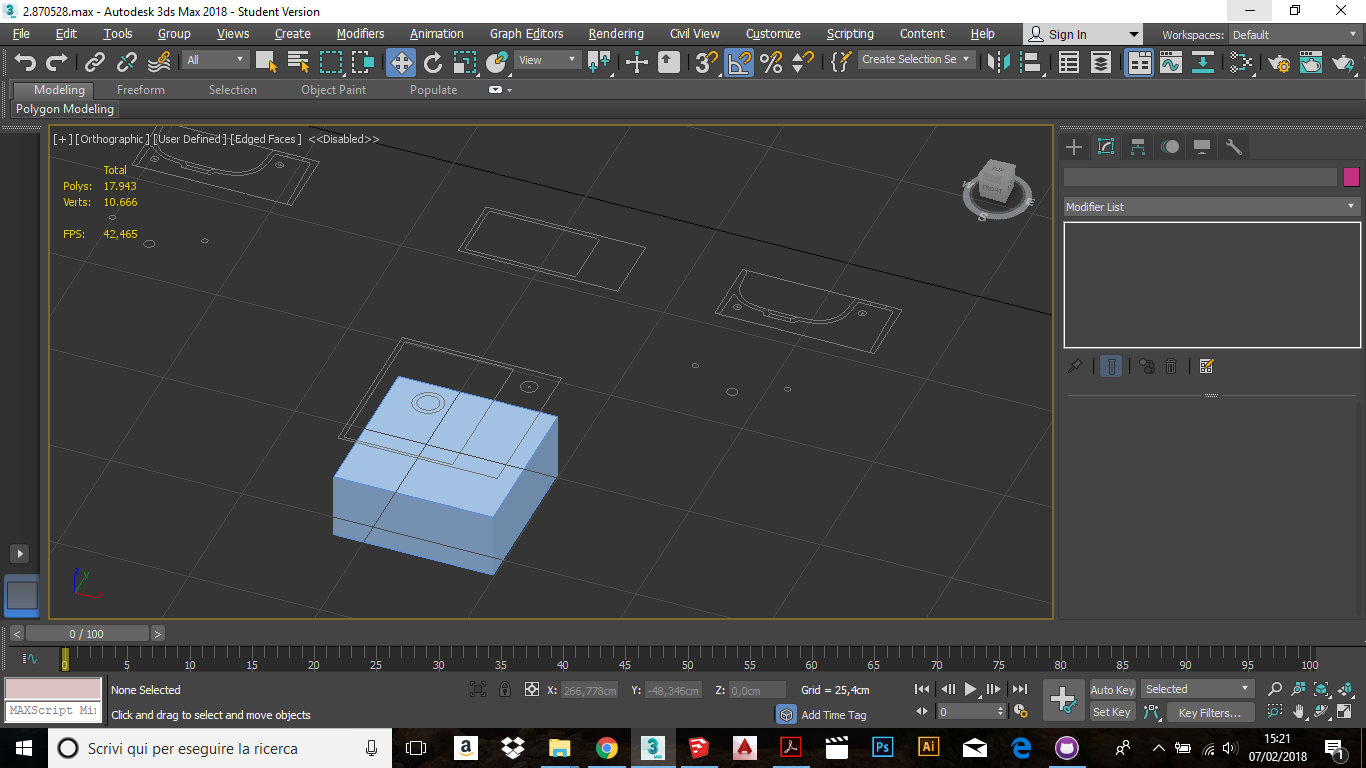 2.870528.max - Autodesk 3ds Max 2018 - Student Version
File Edit Tools Group Views Create Modifiers Animation Graph Editors Rendering Civil View Customize Scripting Content Help Sign In Workspaces: Default
All View Create Selection Se
Modeling Freeform Selection Object Paint Populate
Polygon Modeling
[+] [Orthographic] [User Defined] [Edged Faces] <<Disabled>>
Total
Polys: 17.943
Verts: 10.666
FPS: 42,465
FRONT
W
E
S
Modifier List
z
y
x
< 0 / 100 >
0 5 10 15 20 25 30 35 40 45 50 55 60 65 70 75 80 85 90 95 100
None Selected X: 266,778cm Y: -48,346cm Z: 0,0cm Grid = 25,4cm Auto Key Selected
MAXScript Min
Click and drag to select and move objects Add Time Tag 0 Set Key Key Filters...
Scrivi qui per eseguire la ricerca
a
3
MAX
A
Ps
Ai
15:21
07/02/2018
1